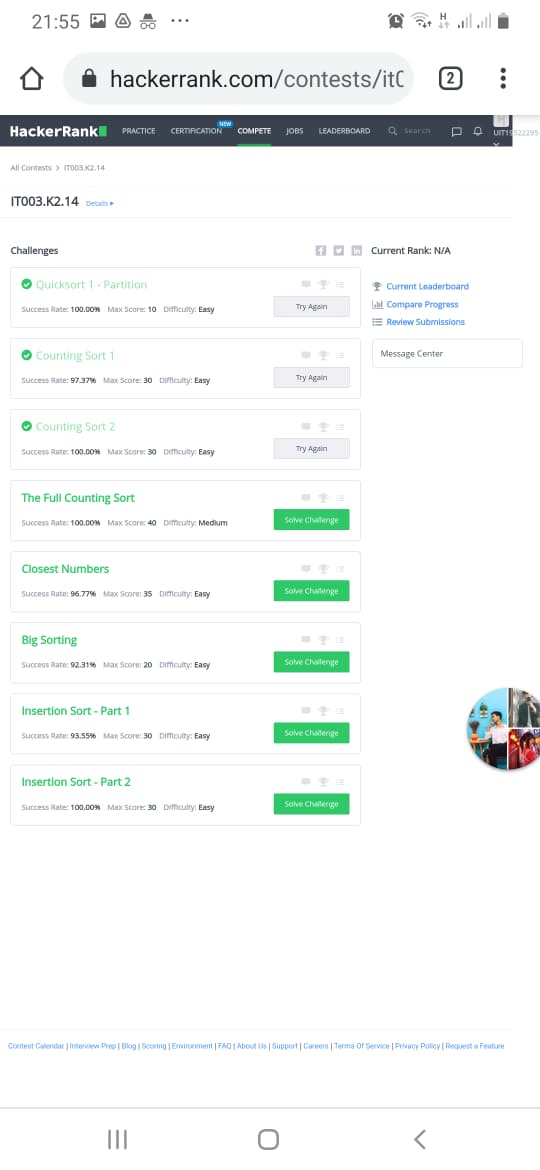 21:55
H
hackerrank.com/contests/it
2
HackerRank
PRACTICE CERTIFICATION NEW COMPETE JOBS LEADERBOARD Search
All Contests > IT003.K2.14
IT003.K2.14 Details
Challenges
Quicksort 1 - Partition
Success Rate: 100.00% Max Score: 10 Difficulty: Easy
Try Again
Counting Sort 1
Success Rate: 97.37% Max Score: 30 Difficulty: Easy
Try Again
Counting Sort 2
Success Rate: 100.00% Max Score: 30 Difficulty: Easy
Try Again
The Full Counting Sort
Success Rate: 100.00% Max Score: 40 Difficulty: Medium
Solve Challenge
Closest Numbers
Success Rate: 96.77% Max Score: 35 Difficulty: Easy
Solve Challenge
Big Sorting
Success Rate: 92.31% Max Score: 20 Difficulty: Easy
Solve Challenge
Insertion Sort - Part 1
Success Rate: 93.55% Max Score: 30 Difficulty: Easy
Solve Challenge
Insertion Sort - Part 2
Success Rate: 100.00% Max Score: 30 Difficulty: Easy
Solve Challenge
Current Rank: N/A
Current Leaderboard
Compare Progress
Review Submissions
Message Center
Contest Calendar | Interview Prep | Blog | Scoring | Environment | FAQ | About Us | Support | Careers | Terms Of Service | Privacy Policy | Request a Feature